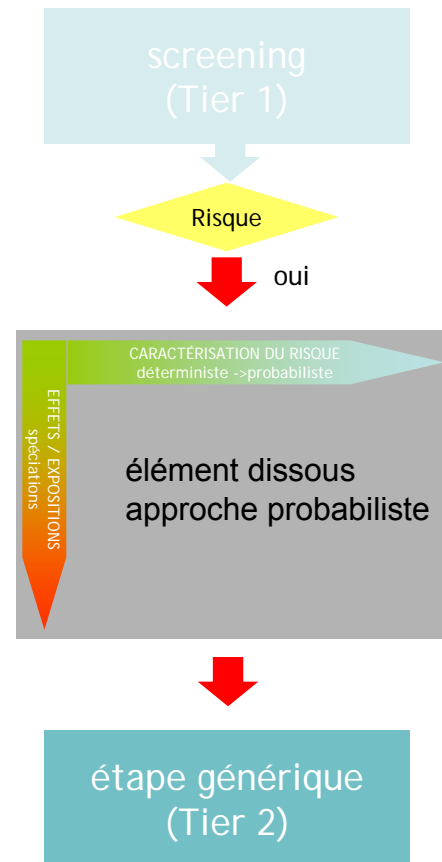 screening
(Tier 1)
Risque
oui
CARACTÉRISATION DU RISQUE
déterministe ->probabiliste
EFFETS / EXPOSITIONS
spéciations
élément dissous
approche probabiliste
étape générique
(Tier 2)